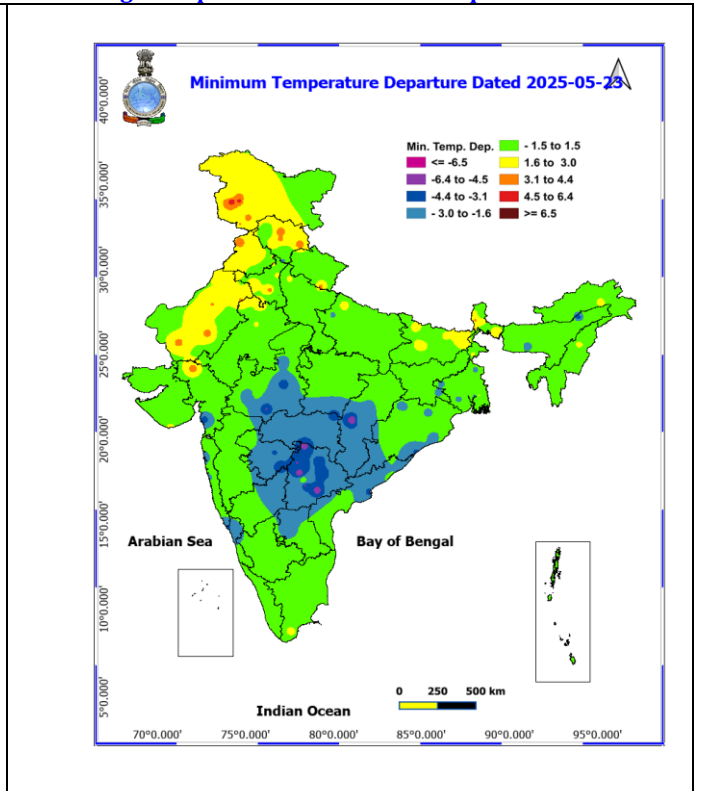 Minimum Temperature Departure Dated 2025-05-23
Min. Temp. Dep.
<= -6.5
-6.4 to -4.5
-4.4 to -3.1
- 3.0 to -1.6
- 1.5 to 1.5
1.6 to 3.0
3.1 to 4.4
4.5 to 6.4
>= 6.5
40°0.000'
35°0.000'
30°0.000'
25°0.000'
20°0.000'
15°0.000'
10°0.000'
5°0.000'
Arabian Sea
Bay of Bengal
0 250 500 km
Indian Ocean
70°0.000' 75°0.000' 80°0.000' 85°0.000' 90°0.000' 95°0.000'